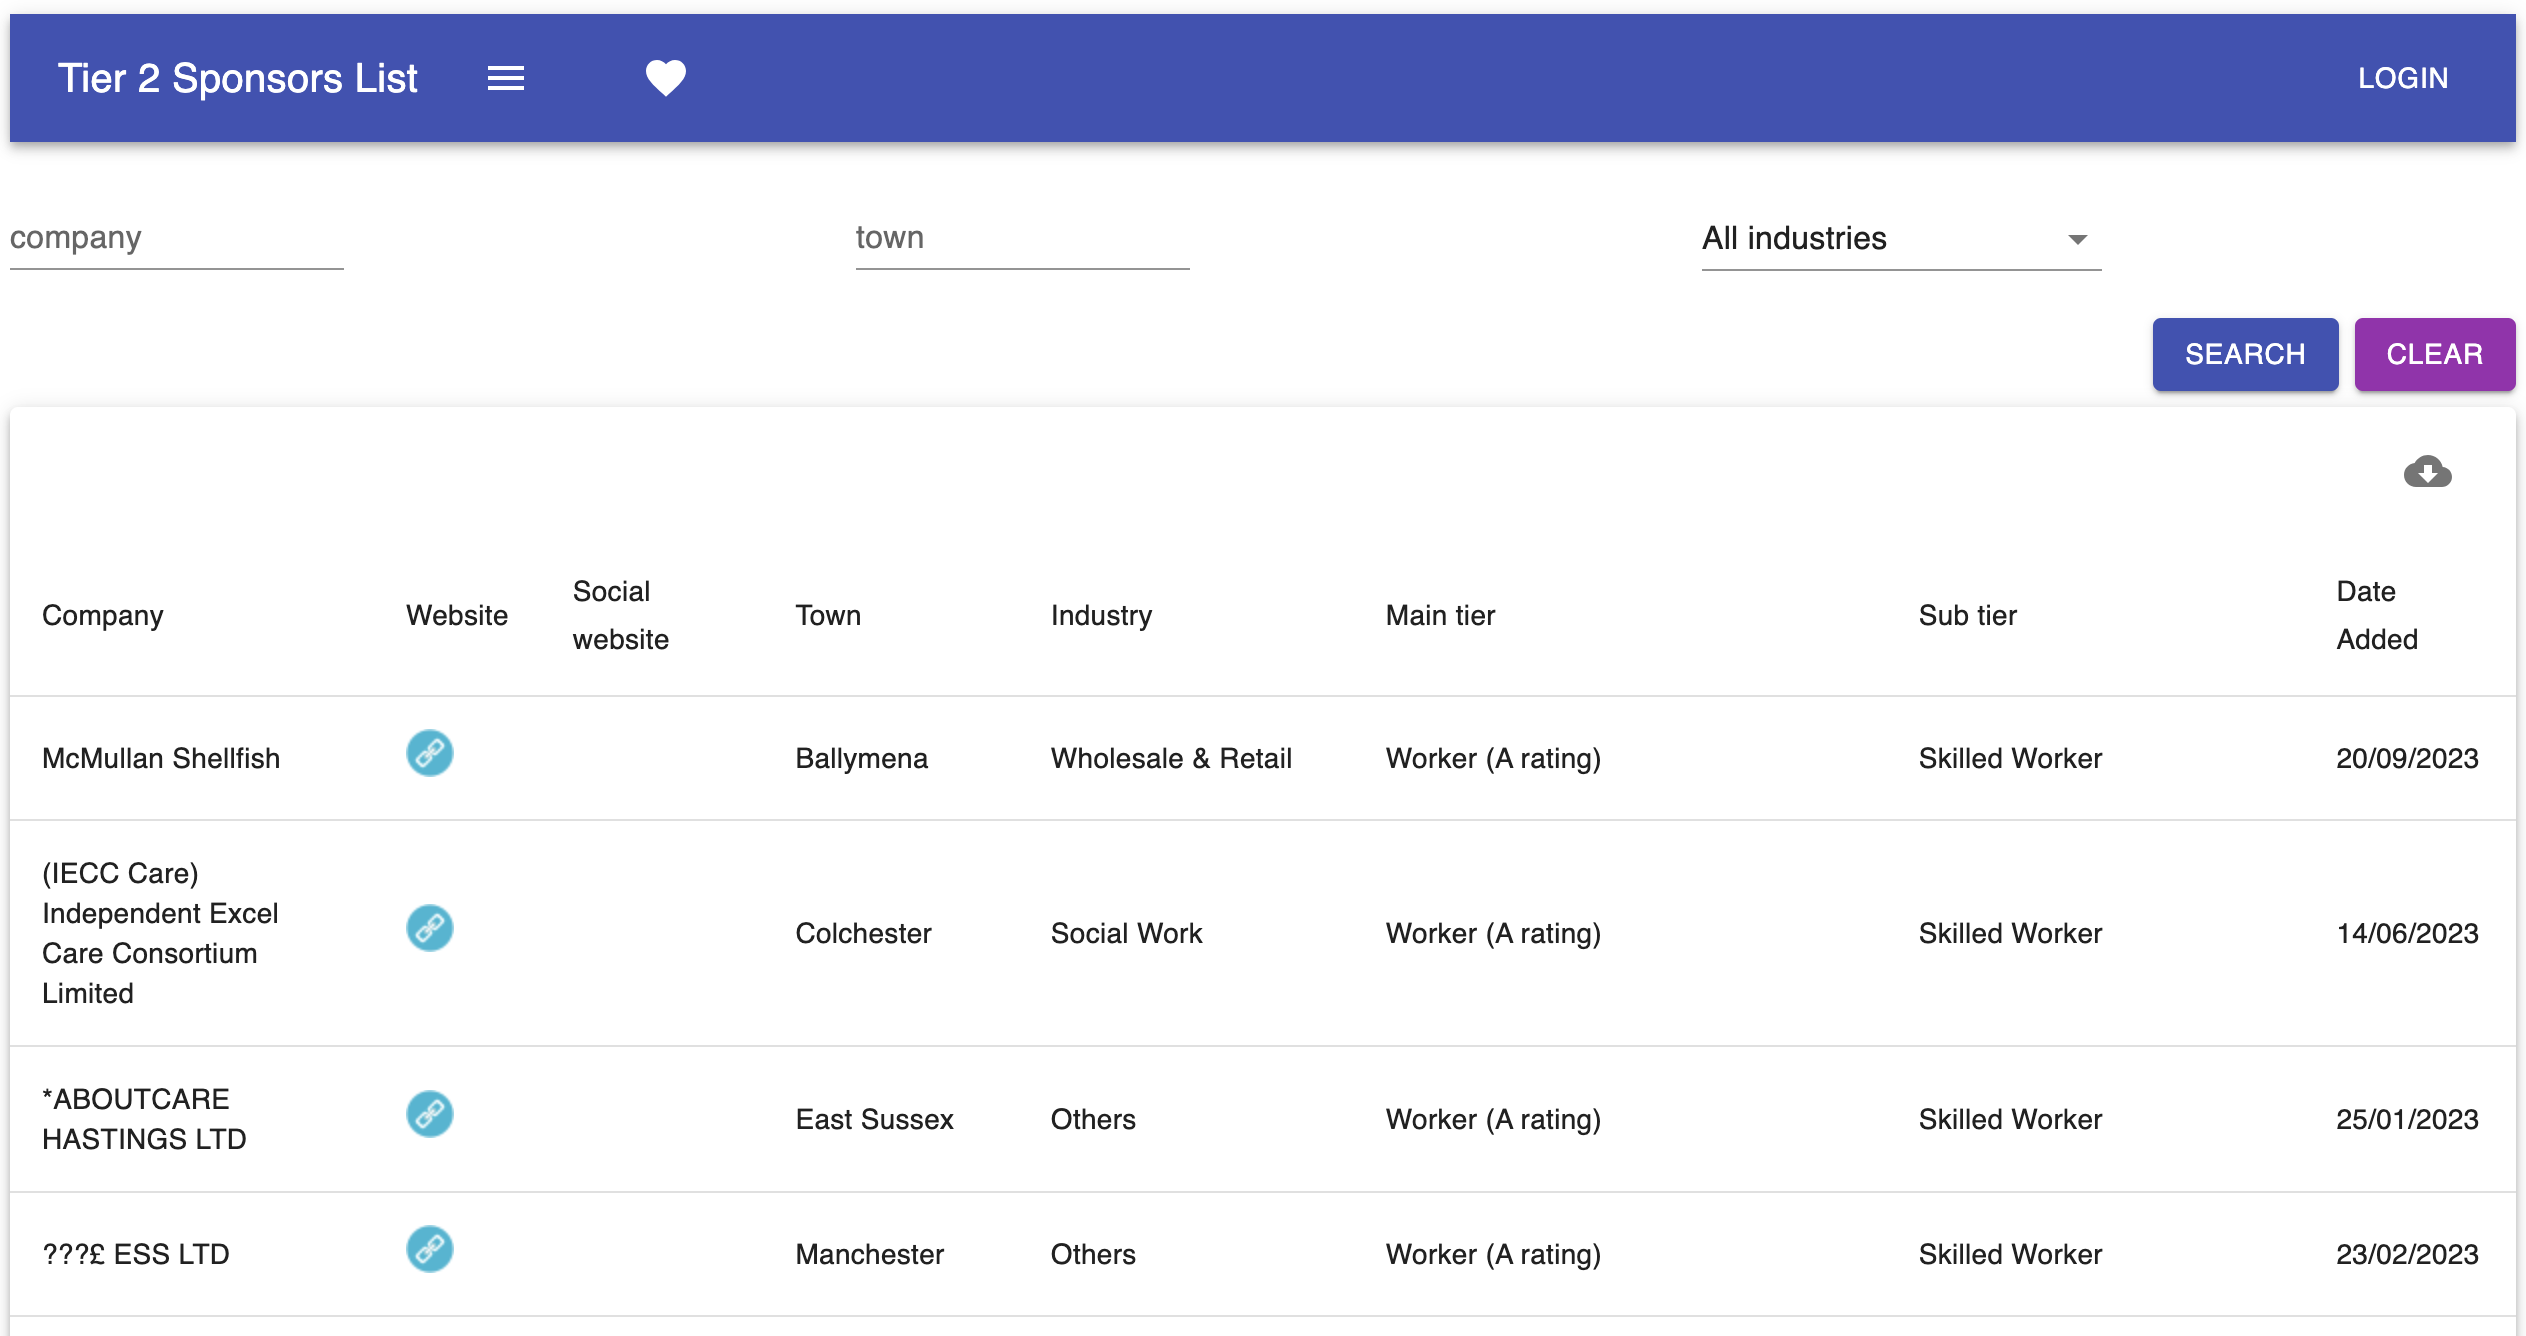 Tier 2 Sponsors List
LOGIN
company
town
All industries
SEARCH
CLEAR
Company
Website
Social
website
Town
Industry
Main tier
Sub tier
Date
Added
McMullan Shellfish
Ballymena
Wholesale & Retail
Worker (A rating)
Skilled Worker
20/09/2023
(IECC Care)
Independent Excel
Care Consortium
Limited
Colchester
Social Work
Worker (A rating)
Skilled Worker
14/06/2023
*ABOUTCARE
HASTINGS LTD
East Sussex
Others
Worker (A rating)
Skilled Worker
25/01/2023
???£ ESS LTD
Manchester
Others
Worker (A rating)
Skilled Worker
23/02/2023